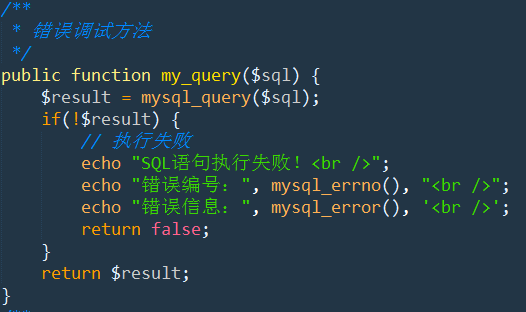 /**
 * 错误调试方法
 */
public function my_query($sql) {
    $result = mysql_query($sql);
    if(!$result) {
        // 执行失败
        echo "SQL语句执行失败！<br />";
        echo "错误编号：", mysql_errno(), "<br />";
        echo "错误信息：", mysql_error(), '<br />';
        return false;
    }
    return $result;
}